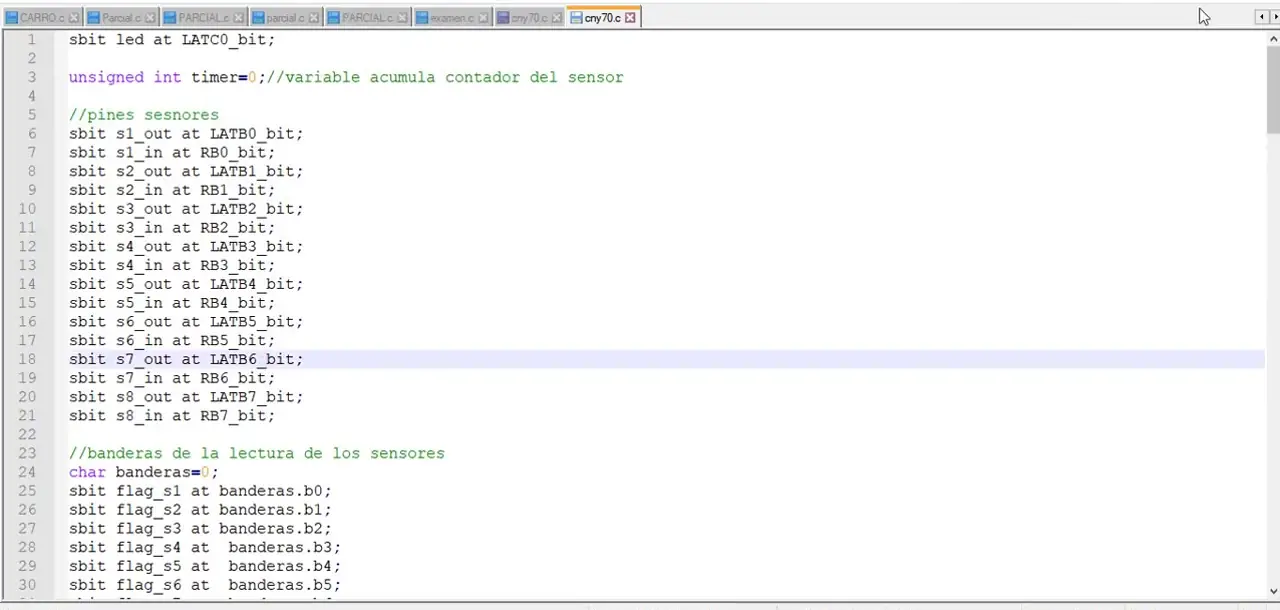 CARRO.c Parcial.c PARCIAL.c parcial.c PARCIAL.c examen.c cny70.c cny70.c
1 sbit led at LATC0_bit;
2
3 unsigned int timer=0;//variable acumula contador del sensor
4
5 //pines sesnores
6 sbit s1_out at LATB0_bit;
7 sbit s1_in at RB0_bit;
8 sbit s2_out at LATB1_bit;
9 sbit s2_in at RB1_bit;
10 sbit s3_out at LATB2_bit;
11 sbit s3_in at RB2_bit;
12 sbit s4_out at LATB3_bit;
13 sbit s4_in at RB3_bit;
14 sbit s5_out at LATB4_bit;
15 sbit s5_in at RB4_bit;
16 sbit s6_out at LATB5_bit;
17 sbit s6_in at RB5_bit;
18 sbit s7_out at LATB6_bit;
19 sbit s7_in at RB6_bit;
20 sbit s8_out at LATB7_bit;
21 sbit s8_in at RB7_bit;
22
23 //banderas de la lectura de los sensores
24 char banderas=0;
25 sbit flag_s1 at banderas.b0;
26 sbit flag_s2 at banderas.b1;
27 sbit flag_s3 at banderas.b2;
28 sbit flag_s4 at  banderas.b3;
29 sbit flag_s5 at  banderas.b4;
30 sbit flag_s6 at  banderas.b5;